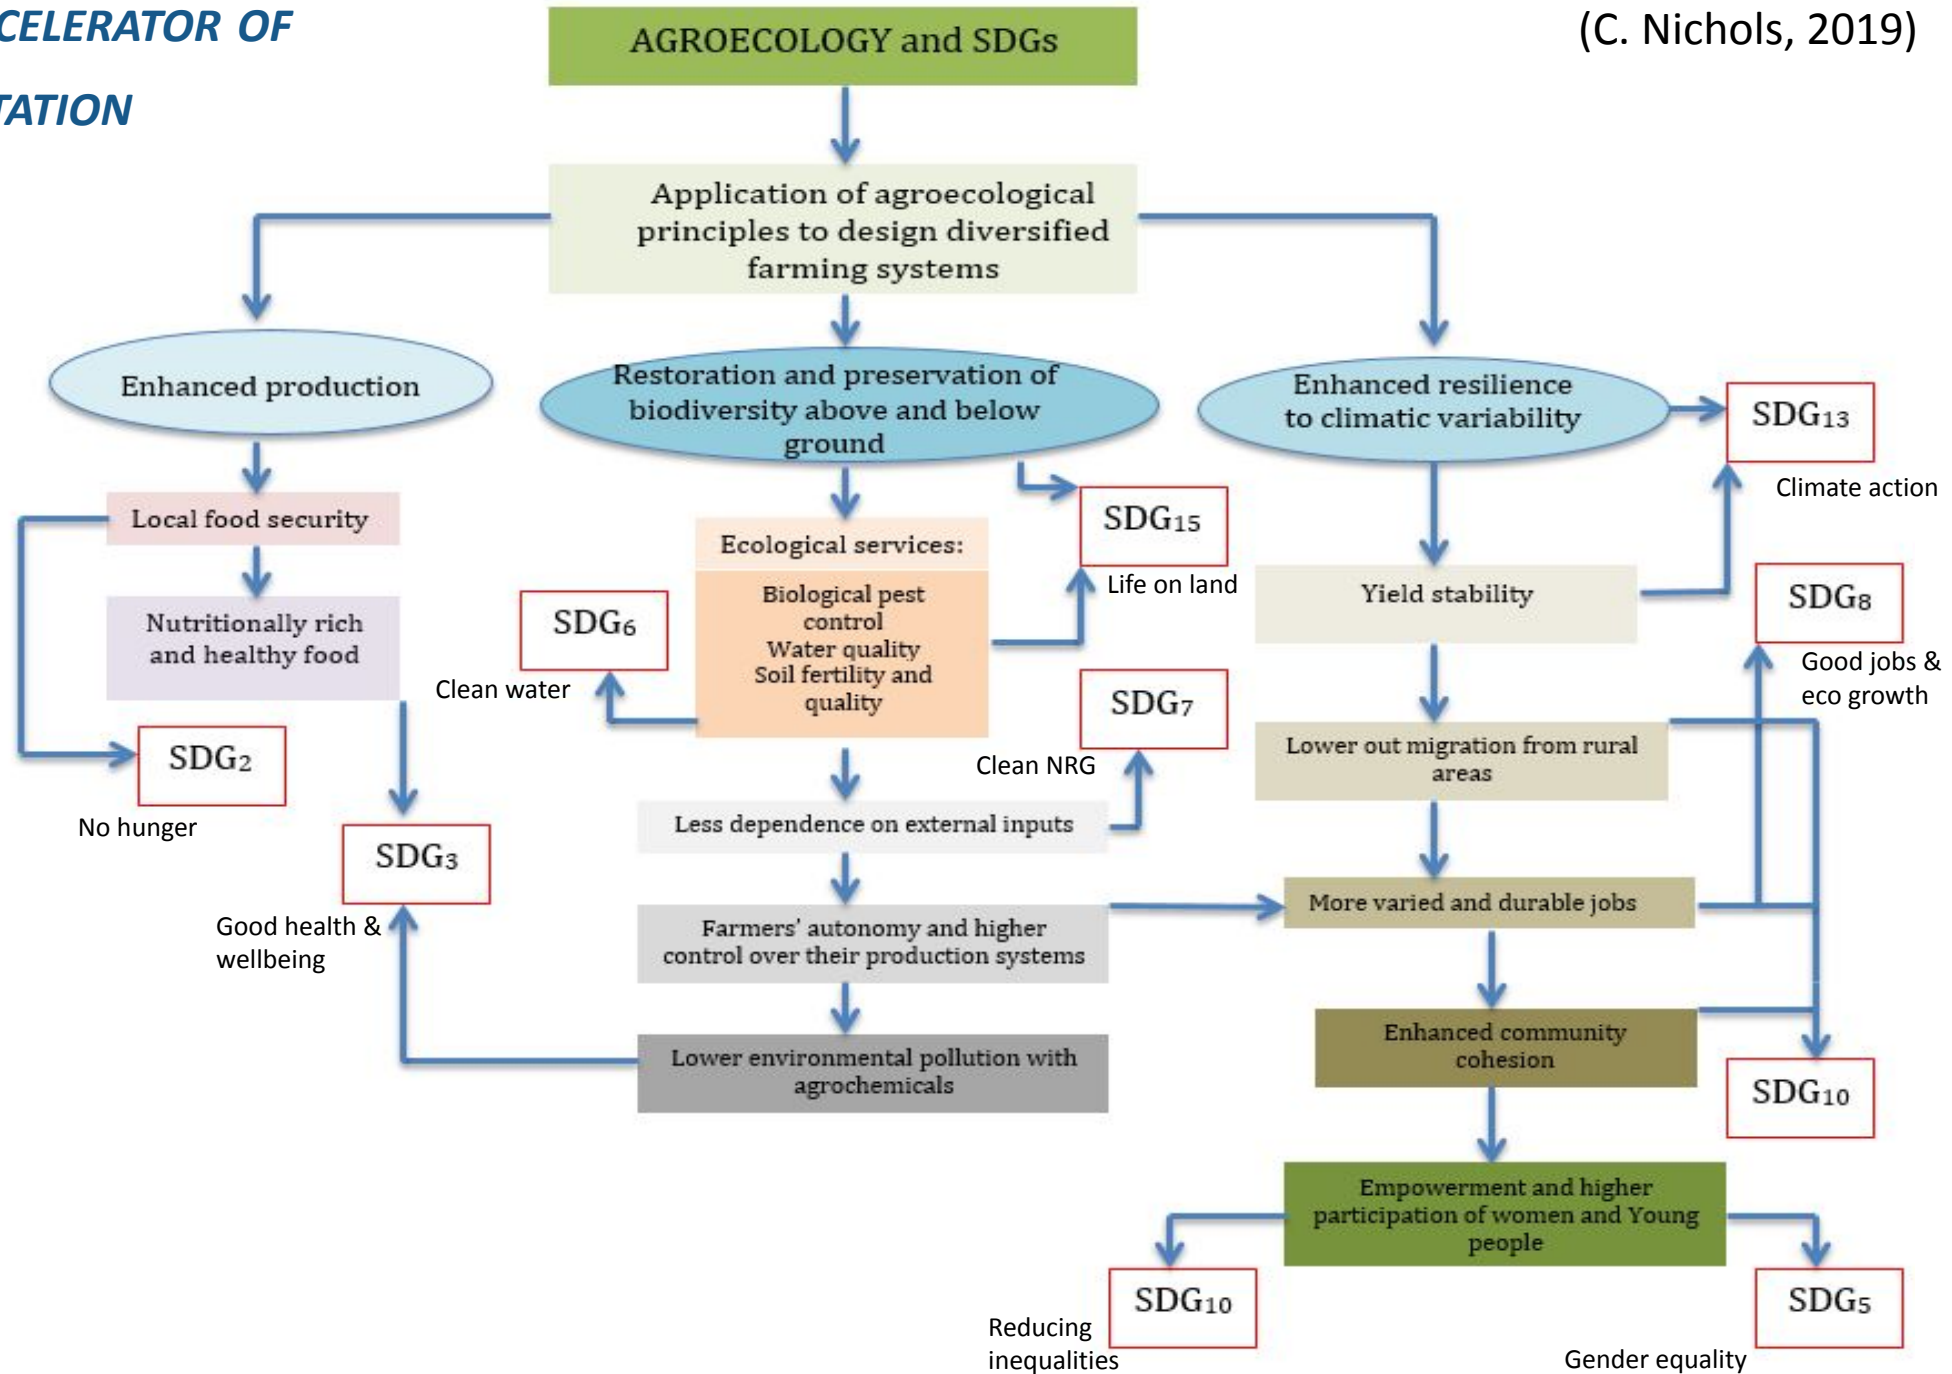 CELERATOR OF
TATION
(C. Nichols, 2019)
AGROECOLOGY and SDGs
Application of agroecological
principles to design diversified
farming systems
Enhanced production
Local food security
Nutritionally rich
and healthy food
SDG2
No hunger
SDG3
Good health &
wellbeing
Restoration and preservation of
biodiversity above and below
ground
SDG15
Life on land
Ecological services:
Biological pest
control
Water quality
Soil fertility and
quality
SDG6
Clean water
SDG7
Clean NRG
Less dependence on external inputs
Farmers' autonomy and higher
control over their production systems
Lower environmental pollution with
agrochemicals
Enhanced resilience
to climatic variability
SDG13
Climate action
Yield stability
SDG8
Good jobs &
eco growth
Lower out migration from rural
areas
More varied and durable jobs
Enhanced community
cohesion
SDG10
Empowerment and higher
participation of women and Young
people
SDG10
Reducing
inequalities
SDG5
Gender equality